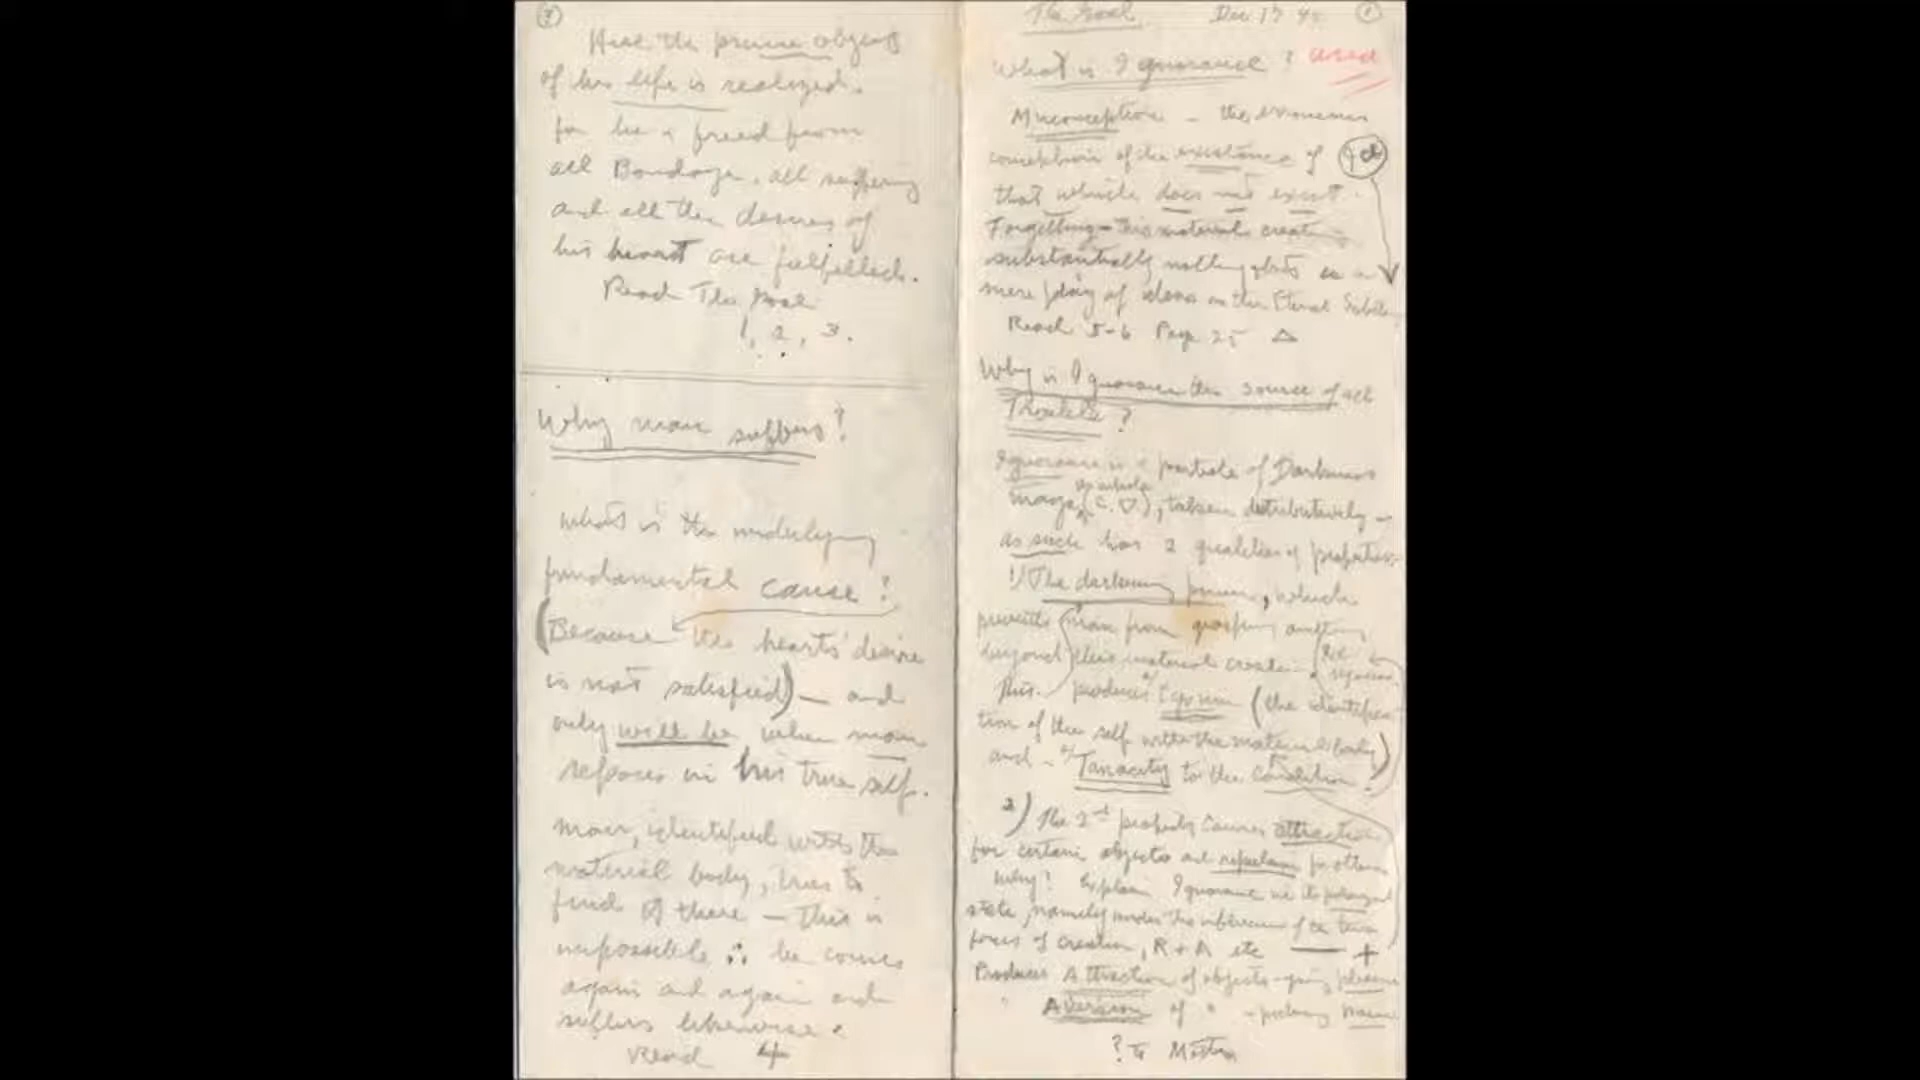 (2)
Here the prime object
of his life is realized.
for he is freed from
all Bondage, all suffering
and all the desires of
his heart are fulfilled.
Read The Goal
1, 2, 3.
Why man suffers?
what is the underlying
fundamental cause?
(Because the hearts' desire
is not satisfied) — and
only will be when man
reposes in his true self.
Man, identified with the
material body, tries to
find it there — This is
impossible ∴ he comes
again and again and
suffers likewise.
Read 4
The Goal Dec 17 (1)
What is Ignorance? used
Misconception - the erroneous
conception of the existence of
that which does not exist.
Forgetting - this material creation
substantially nothing but is a
mere play of ideas on the Eternal
Read 5-6 Page 25 △
Why is Ignorance the source of all
Trouble?
Ignorance is a particle of Darkness
Maya, as whole ( ), taken distributively -
as such has 2 qualities of properties.
1) The darkening power, which
prevents man from grasping anything
beyond this material creation.
This produces Egoism (the identifica-
tion of the self with the material body)
and - Tanacity to the condition.
2) The 2nd property causes attraction
for certain objects and repulsion for others
Why? Explain Ignorance in its polarized
state, namely under the influence of the two
forces of creation, R + A etc — +
Produces Attraction of objects - giving pleasure
" Aversion of " - producing
? To Matter